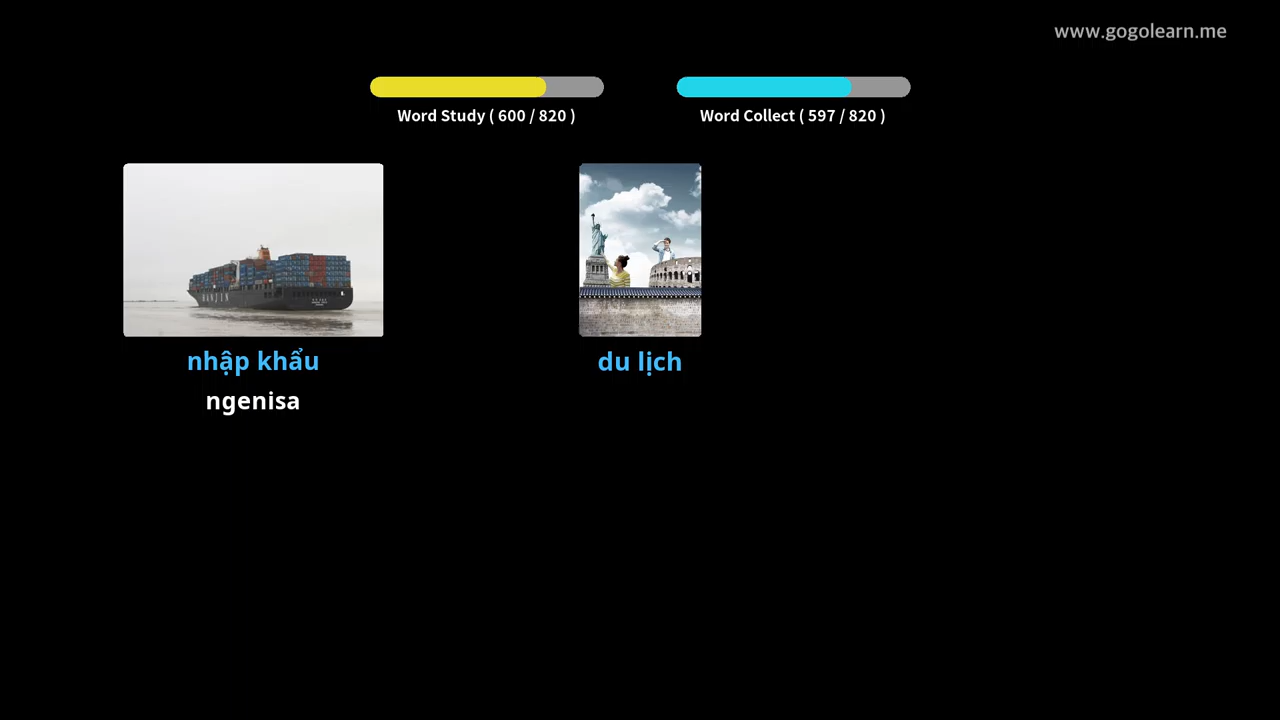 www.gogolearn.me
Word Study ( 600 / 820 )
Word Collect ( 597 / 820 )
nhập khẩu
du lịch
ngenisa